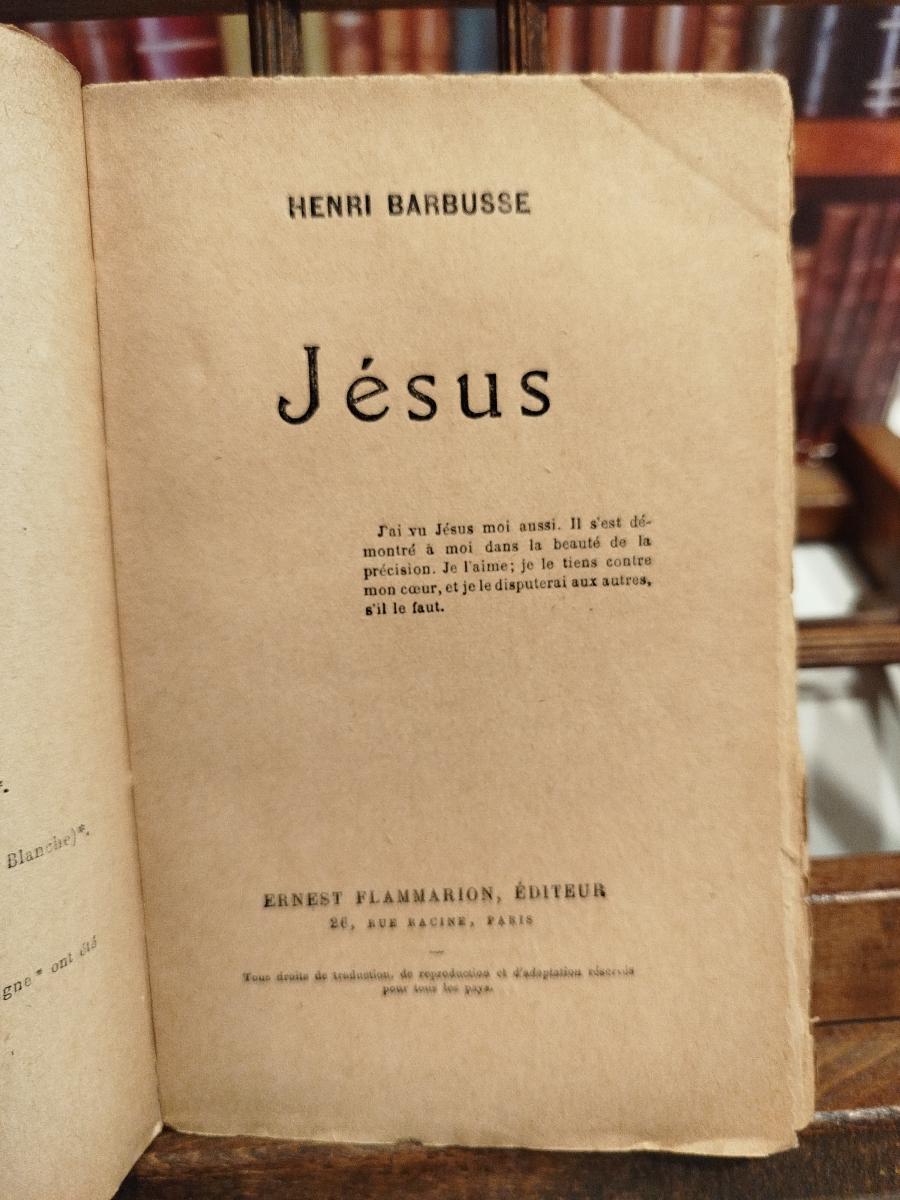 HENRI BARBUSSE
Jésus
J'ai vu Jésus moi aussi. Il s'est dé-
montré à moi dans la beauté de la
précision. Je l'aime; je le tiens contre
mon cœur, et je le disputerai aux autres,
s'il le faut.
ERNEST FLAMMARION, ÉDITEUR
26, RUE RACINE, PARIS
Tous droits de traduction, de reproduction et d'adaptation réservés
pour tous les pays.
Blanche)*.
gne * ont été